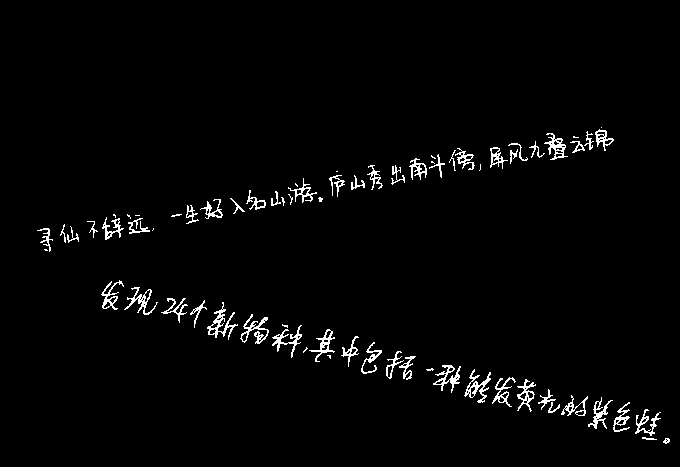 寻仙不辞远,一生好入名山游。庐山秀出南斗傍,屏风九叠云锦
发现24个新物种,其中包括一种能发荧光的紫色蛙。